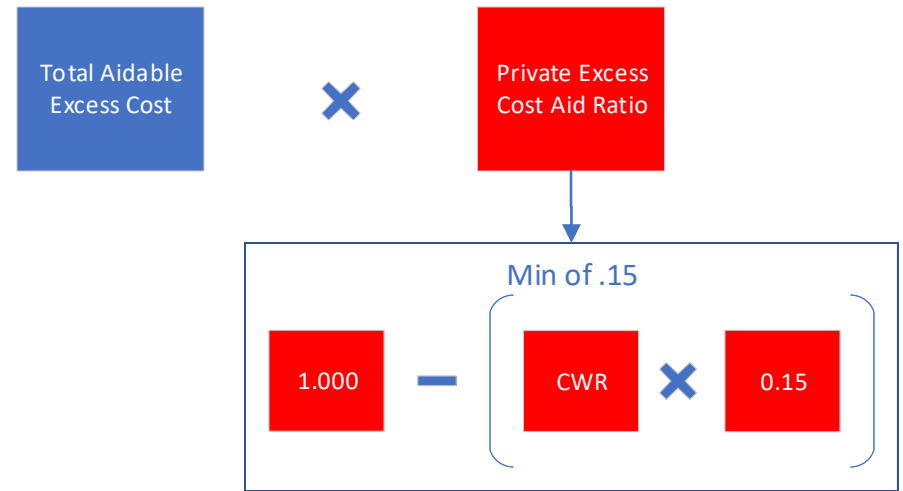 Total Aidable
Excess Cost
Private Excess
Cost Aid Ratio
Min of .15
1.000
CWR
0.15